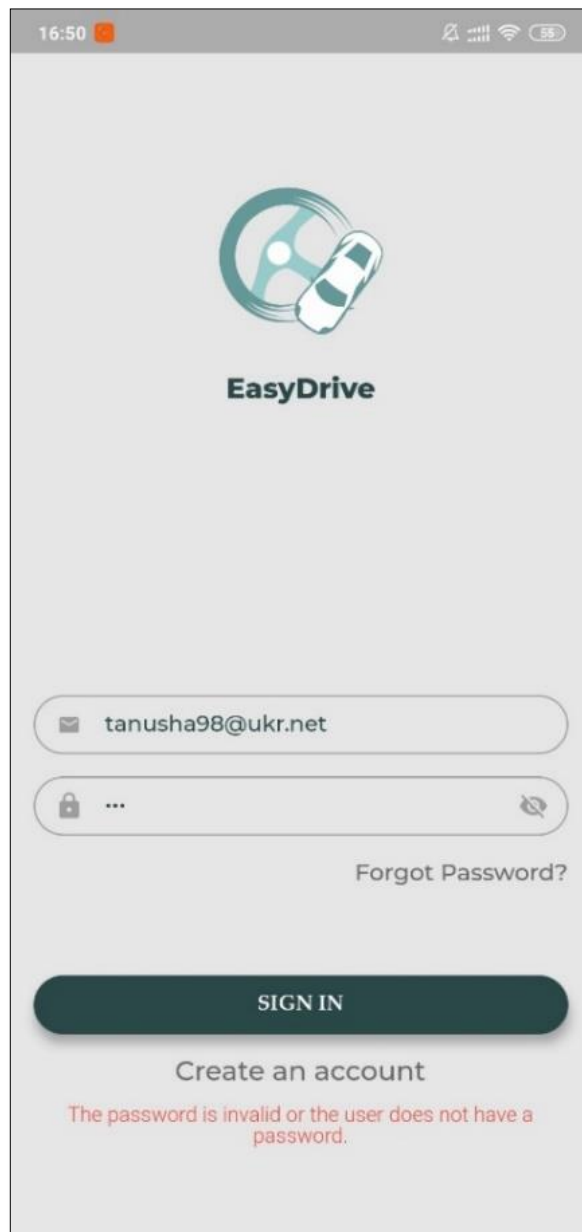 16:50
55
EasyDrive
tanusha98@ukr.net
•••
Forgot Password?
SIGN IN
Create an account
The password is invalid or the user does not have a
password.